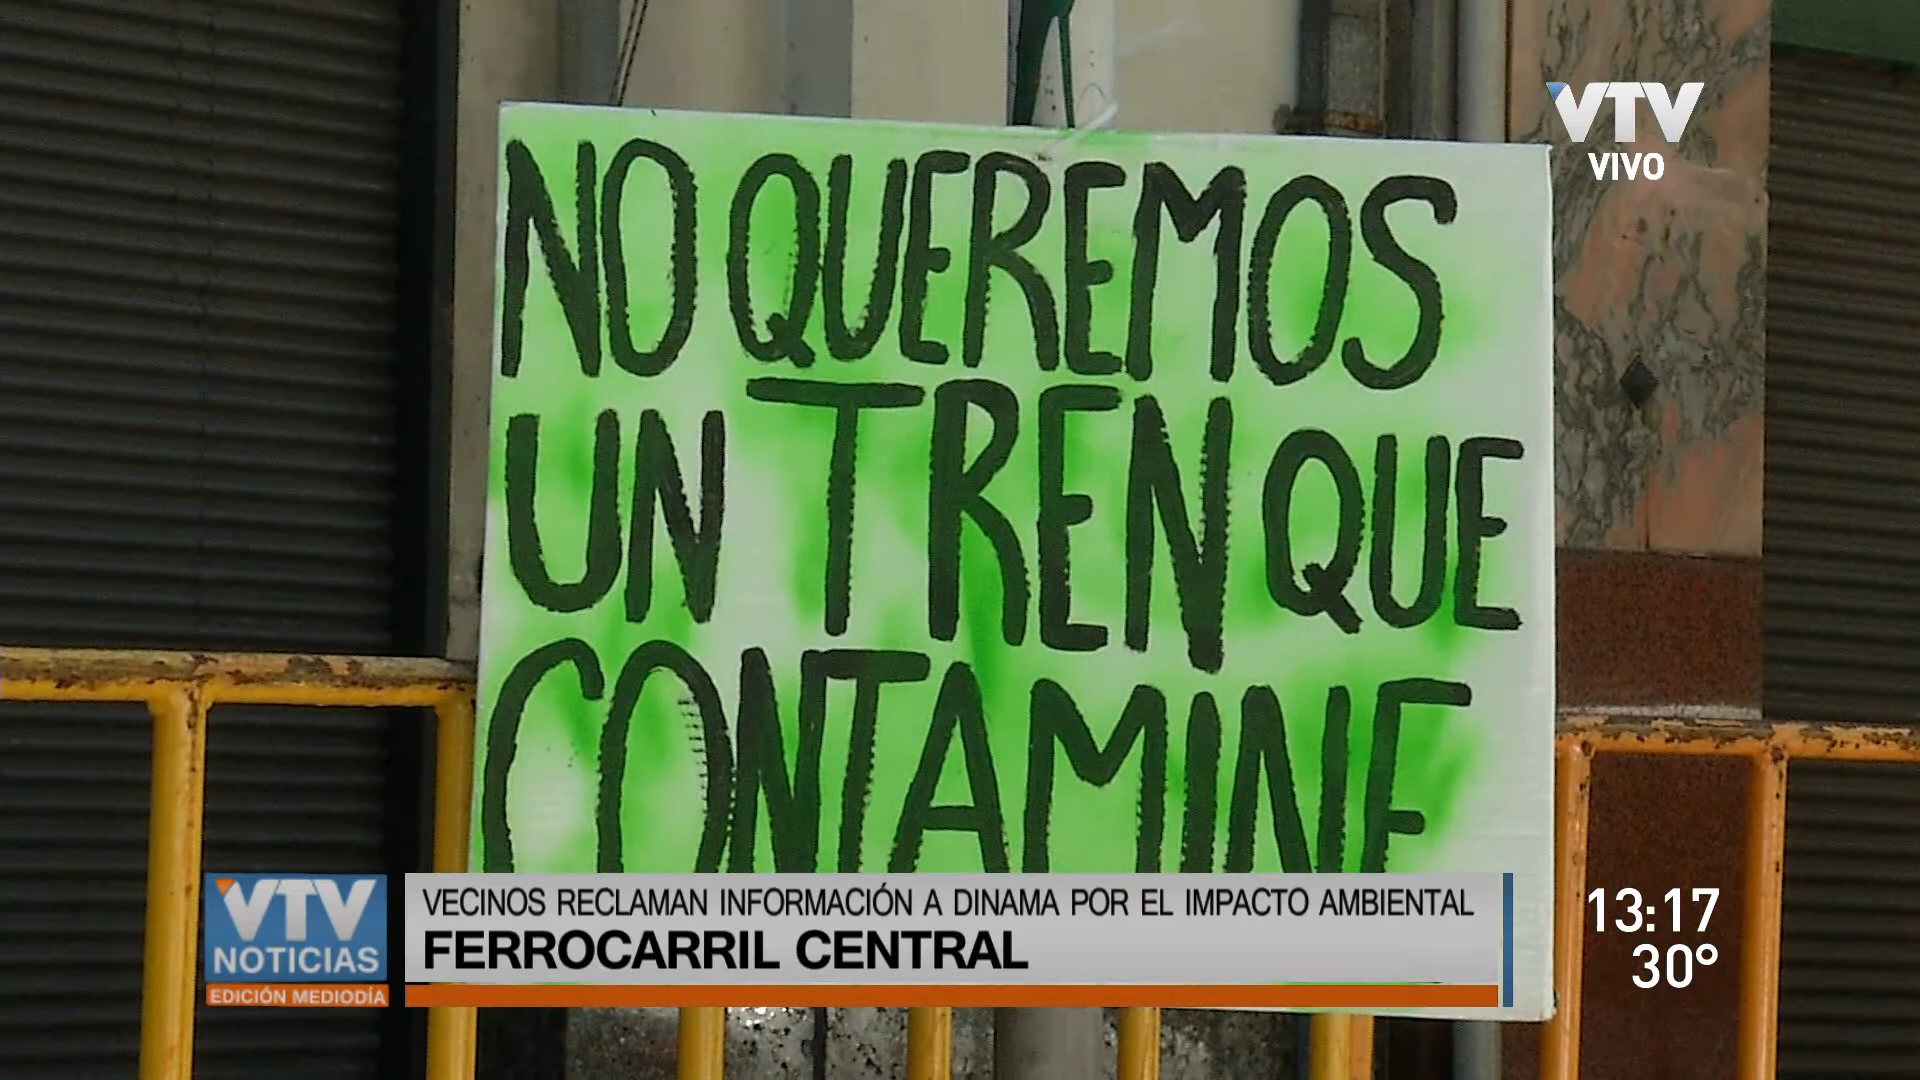 VTV
VIVO
NO QUEREMOS
UN TREN QUE
CONTAMINE
VTV
NOTICIAS
EDICIÓN MEDIODÍA
VECINOS RECLAMAN INFORMACIÓN A DINAMA POR EL IMPACTO AMBIENTAL
FERROCARRIL CENTRAL
13:17
30°